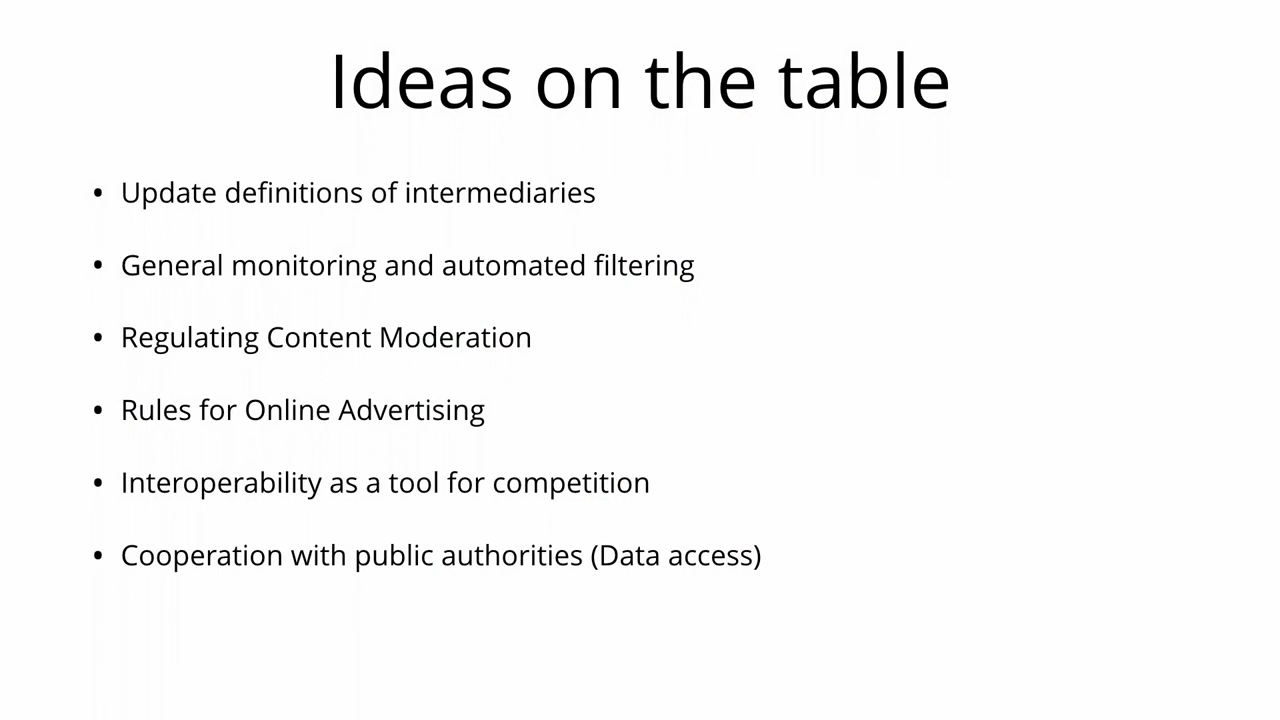 Ideas on the table
• Update definitions of intermediaries
• General monitoring and automated filtering
• Regulating Content Moderation
• Rules for Online Advertising
• Interoperability as a tool for competition
• Cooperation with public authorities (Data access)